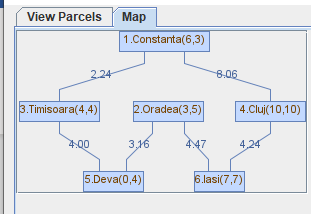 View Parcels
Map
1.Constanta(6,3)
2.24
8.06
3.Timisoara(4,4)
2.Oradea(3,5)
4.Cluj(10,10)
4.00
3.16
4.47
4.24
5.Deva(0,4)
6.Iasi(7,7)